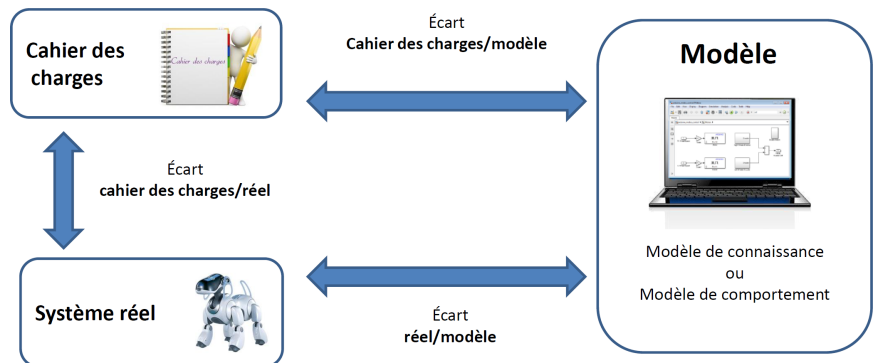 Cahier des
charges
Cahier des charges
Écart
Cahier des charges/modèle
Modèle
Écart
cahier des charges/réel
Modèle de connaissance
ou
Modèle de comportement
Système réel
Écart
réel/modèle